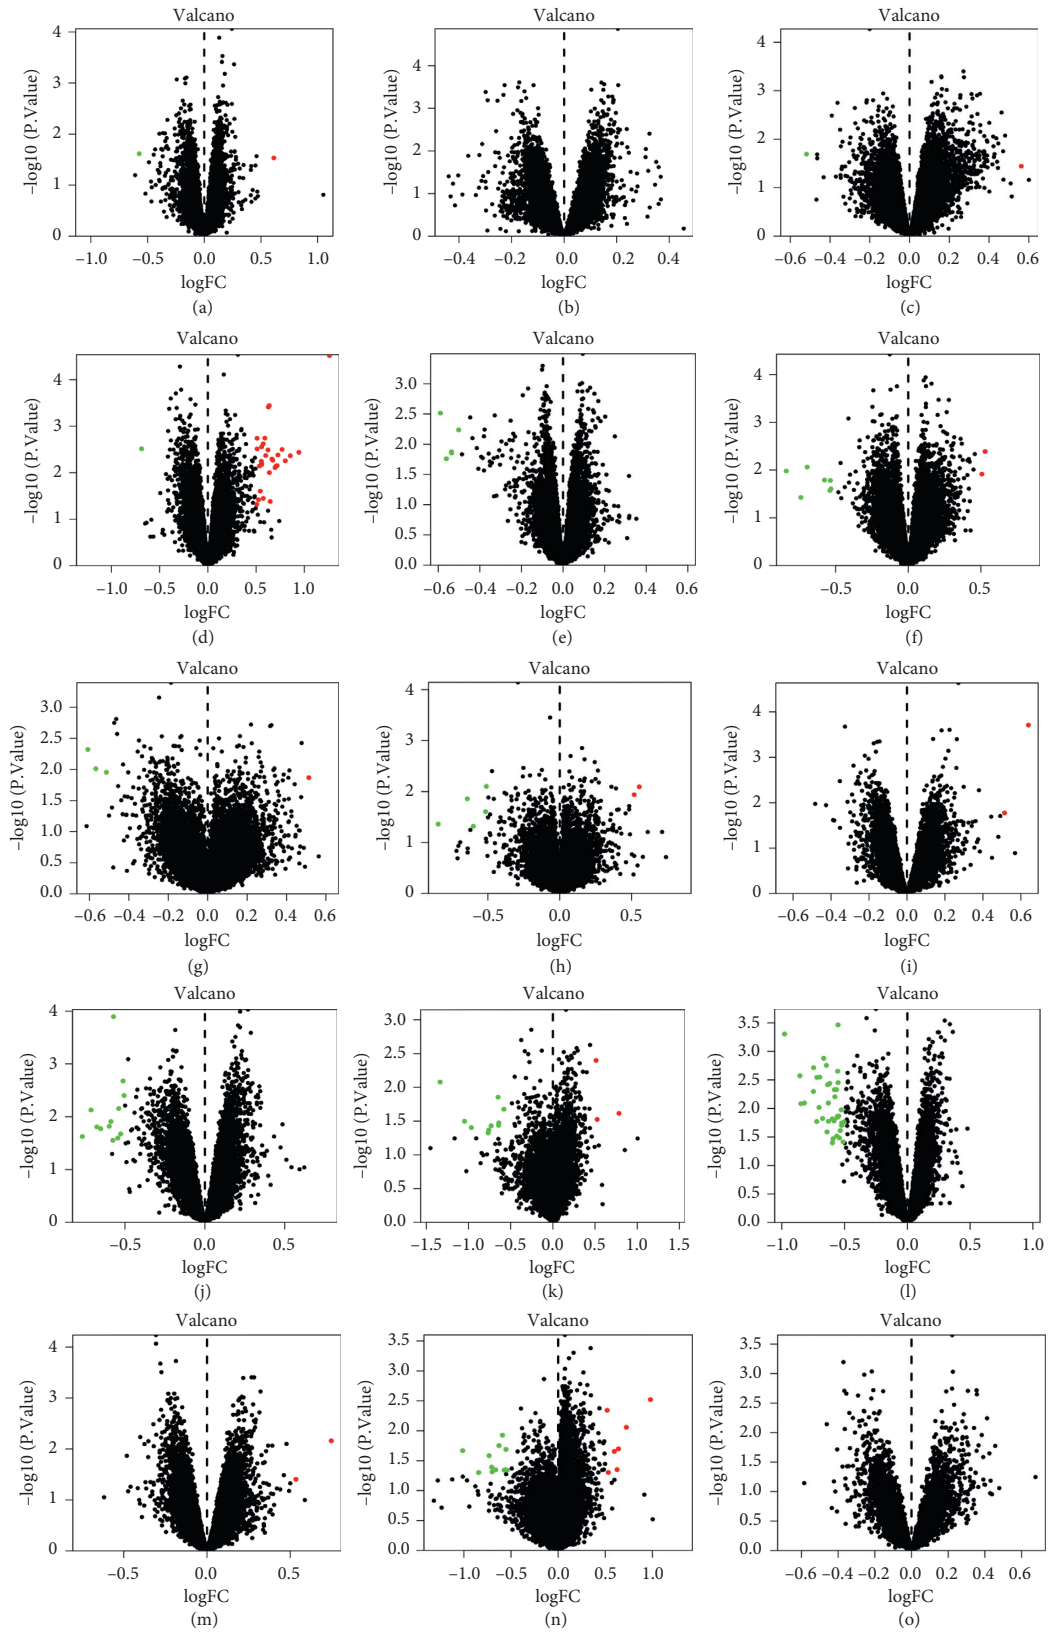 Valcano Valcano Valcano
4 3 2 1 0
−log10 (P.Value)
−1.0 −0.5 0.0 0.5 1.0
logFC
(a)
4 3 2 1 0
−log10 (P.Value)
−0.4 −0.2 0.0 0.2 0.4
logFC
(b)
4 3 2 1 0
−log10 (P.Value)
−0.6 −0.4 −0.2 0.0 0.2 0.4 0.6
logFC
(c)
Valcano Valcano Valcano
4 3 2 1 0
−log10 (P.Value)
−1.0 −0.5 0.0 0.5 1.0
logFC
(d)
3.0 2.5 2.0 1.5 1.0 0.5 0.0
−log10 (P.Value)
−0.6 −0.4 −0.2 0.0 0.2 0.4 0.6
logFC
(e)
4 3 2 1 0
−log10 (P.Value)
−0.5 0.0 0.5
logFC
(f)
Valcano Valcano Valcano
3.0 2.5 2.0 1.5 1.0 0.5 0.0
−log10 (P.Value)
−0.6 −0.4 −0.2 0.0 0.2 0.4 0.6
logFC
(g)
4 3 2 1 0
−log10 (P.Value)
−0.5 0.0 0.5
logFC
(h)
4 3 2 1 0
−log10 (P.Value)
−0.6 −0.4 −0.2 0.0 0.2 0.4 0.6
logFC
(i)
Valcano Valcano Valcano
4 3 2 1 0
−log10 (P.Value)
−0.5 0.0 0.5
logFC
(j)
3.0 2.5 2.0 1.5 1.0 0.5 0.0
−log10 (P.Value)
−1.5 −1.0 −0.5 0.0 0.5 1.0 1.5
logFC
(k)
3.5 3.0 2.5 2.0 1.5 1.0 0.5 0.0
−log10 (P.Value)
−1.0 −0.5 0.0 0.5 1.0
logFC
(l)
Valcano Valcano Valcano
4 3 2 1 0
−log10 (P.Value)
−0.5 0.0 0.5
logFC
(m)
3.5 3.0 2.5 2.0 1.5 1.0 0.5 0.0
−log10 (P.Value)
−1.0 −0.5 0.0 0.5 1.0
logFC
(n)
3.5 3.0 2.5 2.0 1.5 1.0 0.5 0.0
−log10 (P.Value)
−0.6 −0.4 −0.2 0.0 0.2 0.4 0.6
logFC
(o)